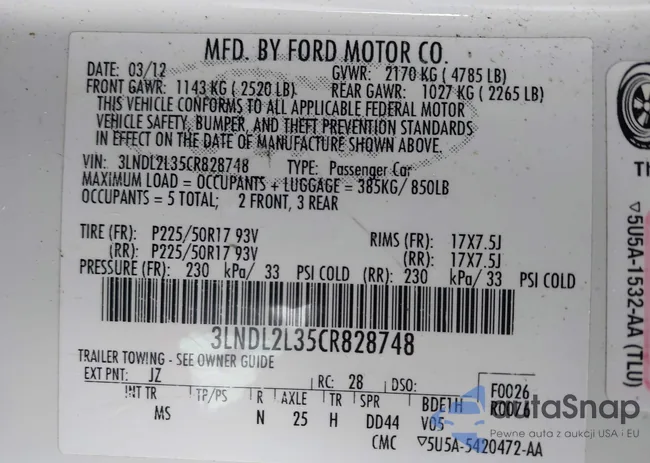 MFD. BY FORD MOTOR CO.
DATE: 03/12 GVWR: 2170 KG ( 4785 LB)
FRONT GAWR: 1143 KG ( 2520 LB) REAR GAWR: 1027 KG ( 2265 LB)
THIS VEHICLE CONFORMS TO ALL APPLICABLE FEDERAL MOTOR
VEHICLE SAFETY, BUMPER, AND THEFT PREVENTION STANDARDS
IN EFFECT ON THE DATE OF MANUFACTURE SHOWN ABOVE.
VIN: 3LNDL2L35CR828748 TYPE: Passenger Car
MAXIMUM LOAD = OCCUPANTS + LUGGAGE = 385KG/ 850LB
OCCUPANTS = 5 TOTAL; 2 FRONT, 3 REAR
TIRE (FR): P225/50R17 93V RIMS (FR): 17X7.5J
(RR): P225/50R17 93V (RR): 17X7.5J
PRESSURE (FR): 230 kPa/ 33 PSI COLD (RR): 230 kPa/ 33 PSI COLD
3LNDL2L35CR828748
TRAILER TOWING - SEE OWNER GUIDE
EXT PNT: JZ RC: 28 DSO: F0026
INT TR TP/PS R AXLE TR SPR BDE1H
MS N 25 H DD44 V05
CMC ▽5U5A-5420472-AA
▽5U5A-1532-AA (TLU)
autoSnap
Pewne auta z aukcji USA i EU